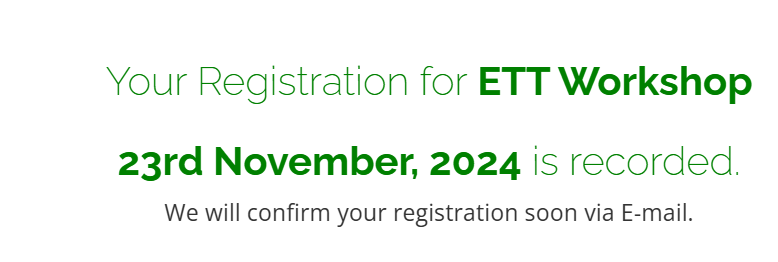 Your Registration for ETT Workshop
23rd November, 2024 is recorded.
We will confirm your registration soon via E-mail.